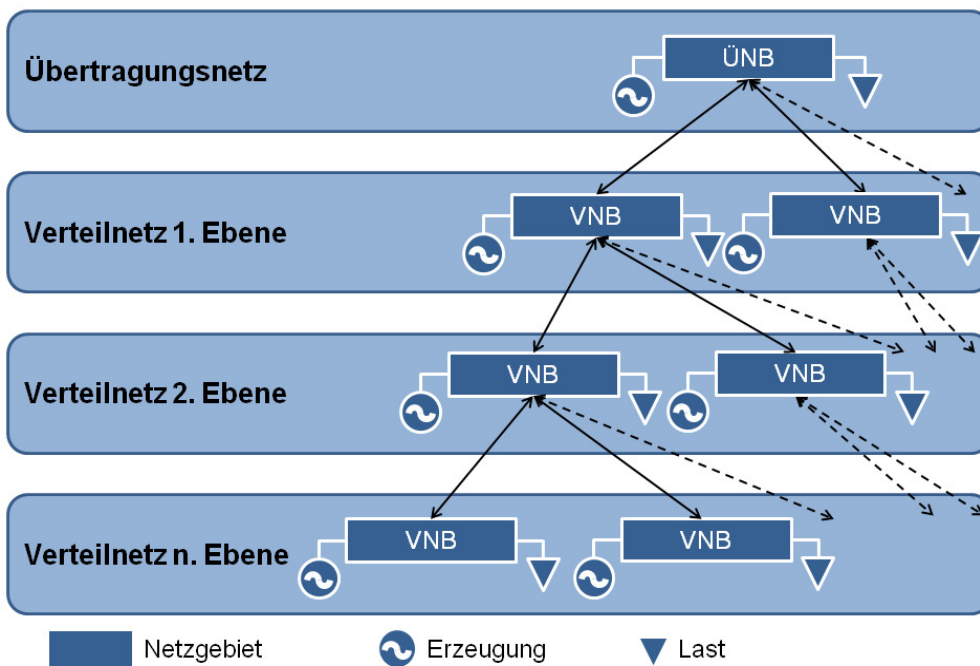 Übertragungsnetz
ÜNB
Verteilnetz 1. Ebene
VNB
VNB
Verteilnetz 2. Ebene
VNB
VNB
Verteilnetz n. Ebene
VNB
VNB
Netzgebiet
Erzeugung
Last